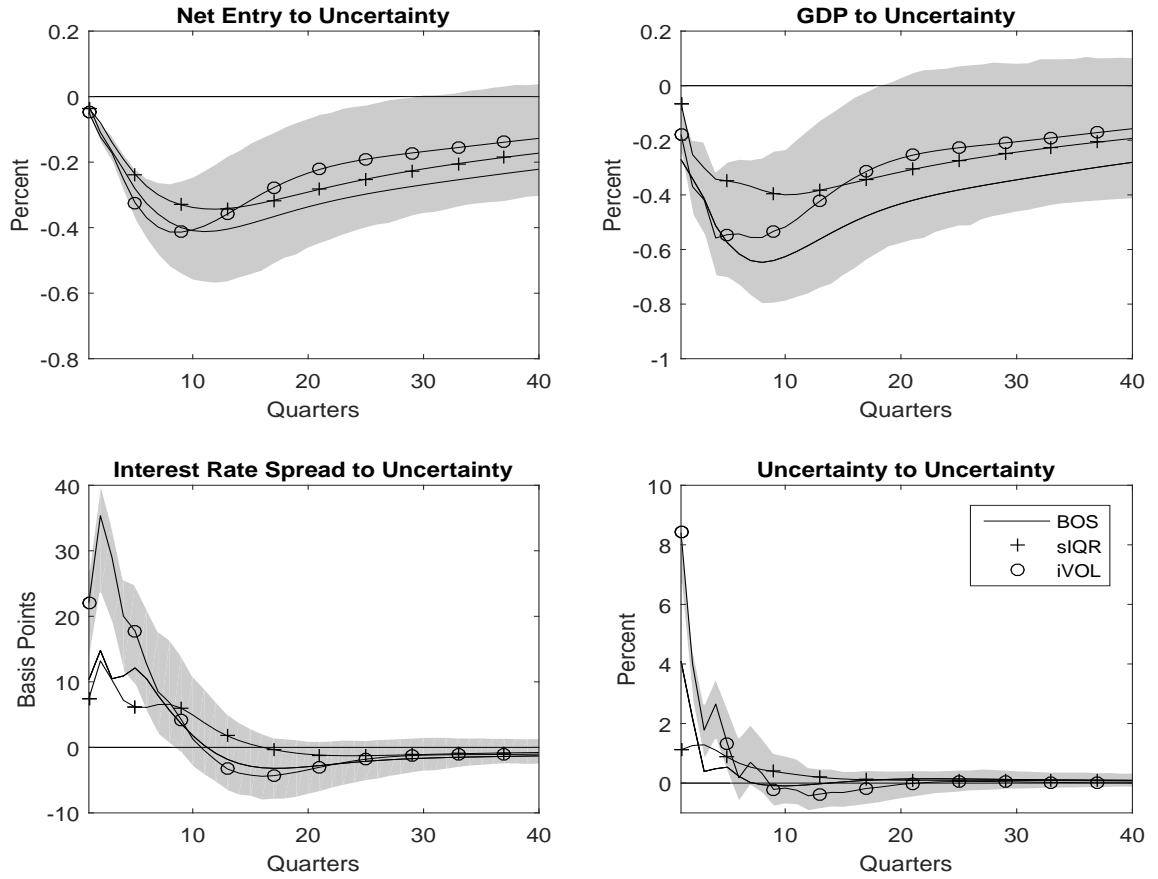 Net Entry to Uncertainty
0.2
0
-0.2
-0.4
-0.6
-0.8
Percent
10
20
30
40
Quarters
GDP to Uncertainty
0.2
0
-0.2
-0.4
-0.6
-0.8
-1
Percent
10
20
30
40
Quarters
Interest Rate Spread to Uncertainty
40
30
20
10
0
-10
Basis Points
10
20
30
40
Quarters
Uncertainty to Uncertainty
10
8
6
4
2
0
Percent
BOS
sIQR
iVOL
10
20
30
40
Quarters